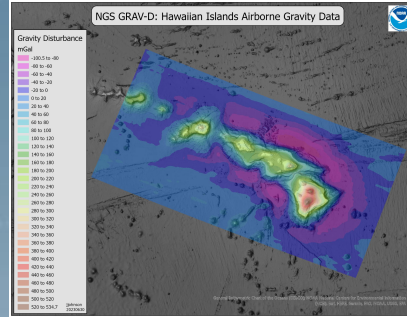 NGS GRAV-D: Hawaiian Islands Airborne Gravity Data
Gravity Disturbance
mGal
-100.5 to -80
-80 to -60
-60 to -40
-40 to -20
-20 to 0
0 to 20
20 to 40
40 to 60
60 to 80
80 to 100
100 to 120
120 to 140
140 to 160
160 to 180
180 to 200
200 to 220
220 to 240
240 to 260
260 to 280
280 to 300
300 to 320
320 to 340
340 to 360
360 to 380
380 to 400
400 to 420
420 to 440
440 to 460
460 to 480
480 to 500
500 to 520
520 to 534.7